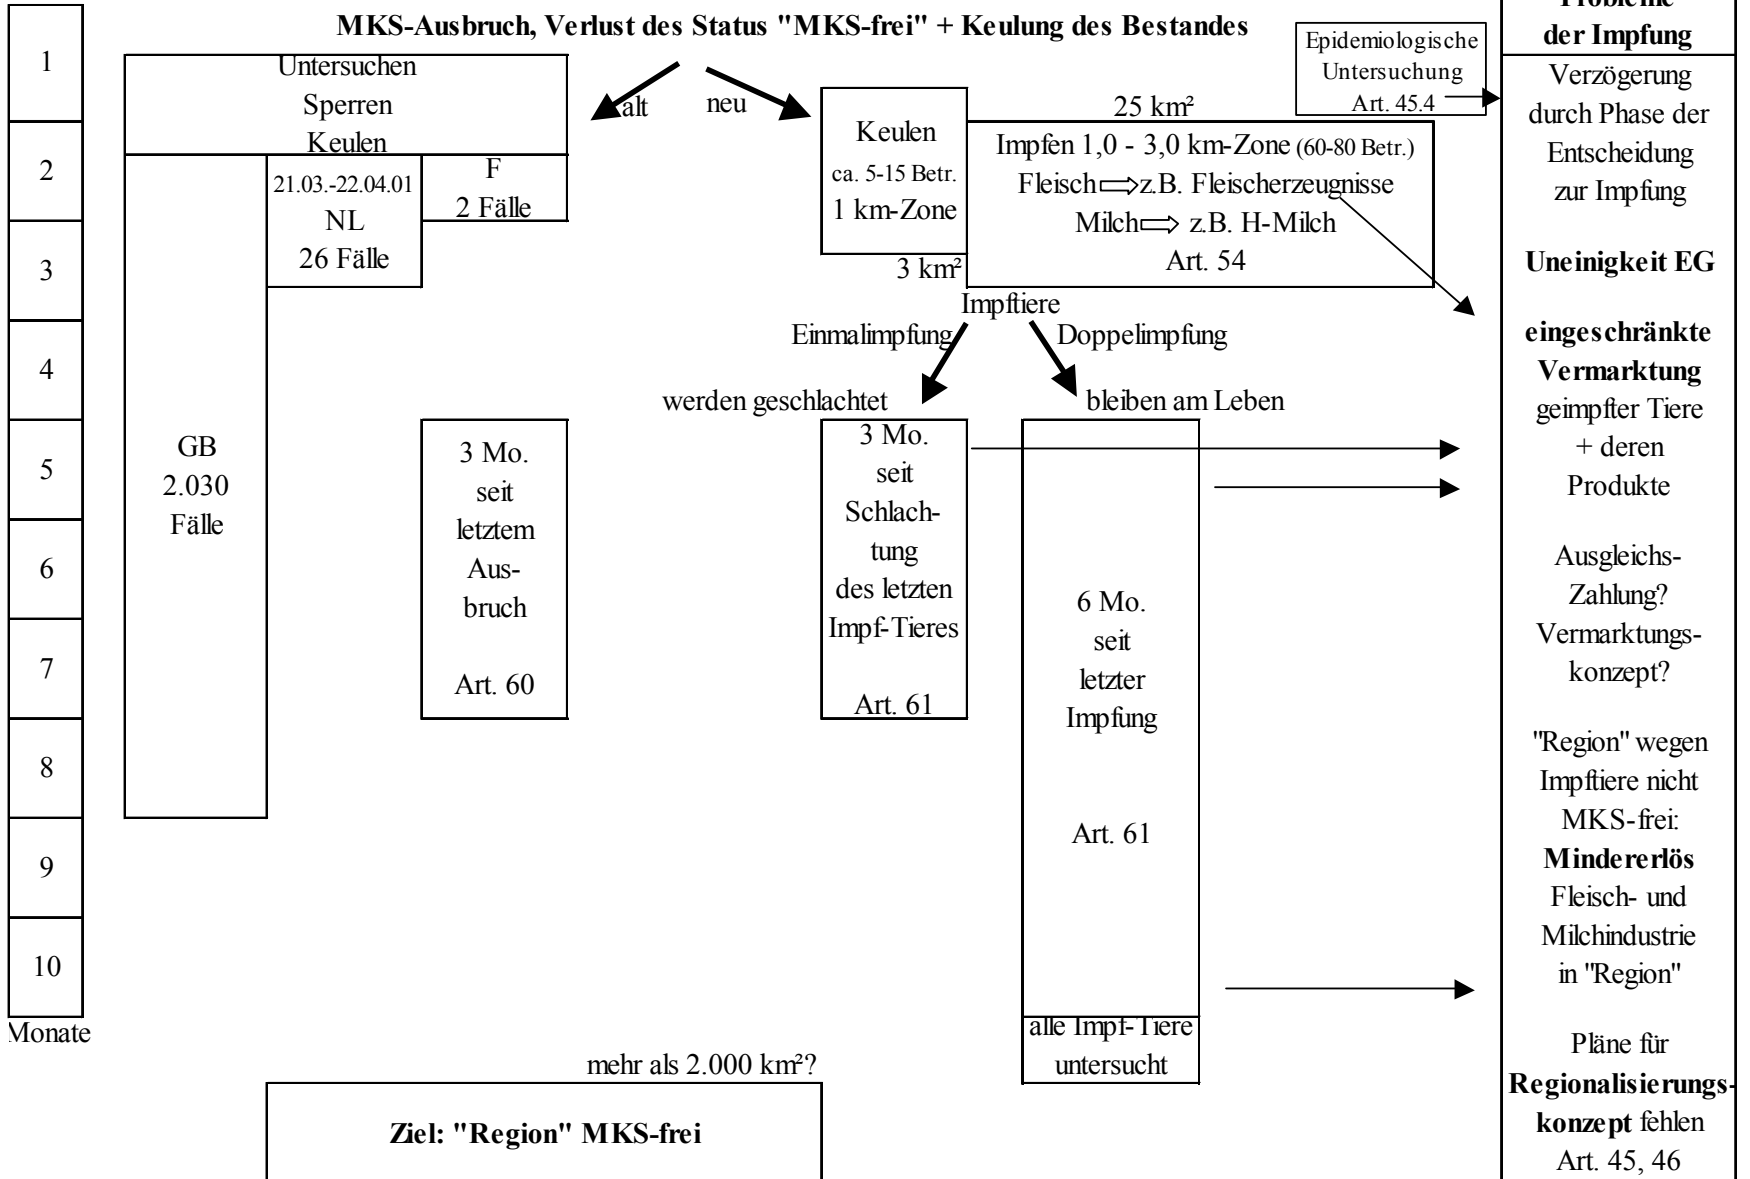 MKS-Ausbruch, Verlust des Status "MKS-frei" + Keulung des Bestandes
1
2
3
4
5
6
7
8
9
10
Monate
Untersuchen
Sperren
Keulen
alt
neu
21.03.-22.04.01
NL
26 Fälle
F
2 Fälle
GB
2.030
Fälle
3 Mo.
seit
letztem
Aus-
bruch
Art. 60
Keulen
ca. 5-15 Betr.
1 km-Zone
3 km²
25 km²
Impfen 1,0 - 3,0 km-Zone (60-80 Betr.)
Fleisch⇨z.B. Fleischerzeugnisse
Milch⇨ z.B. H-Milch
Art. 54
Epidemiologische
Untersuchung
Art. 45.4
Impftiere
Einmalimpfung
Doppelimpfung
werden geschlachtet
bleiben am Leben
3 Mo.
seit
Schlach-
tung
des letzten
Impf-Tieres
Art. 61
6 Mo.
seit
letzter
Impfung
Art. 61
alle Impf-Tiere
untersucht
mehr als 2.000 km²?
Ziel: "Region" MKS-frei
Probleme
der Impfung
Verzögerung
durch Phase der
Entscheidung
zur Impfung
Uneinigkeit EG
eingeschränkte
Vermarktung
geimpfter Tiere
+ deren
Produkte
Ausgleichs-
Zahlung?
Vermarktungs-
konzept?
"Region" wegen
Impftiere nicht
MKS-frei:
Mindererlös
Fleisch- und
Milchindustrie
in "Region"
Pläne für
Regionalisierungs-
konzept fehlen
Art. 45, 46